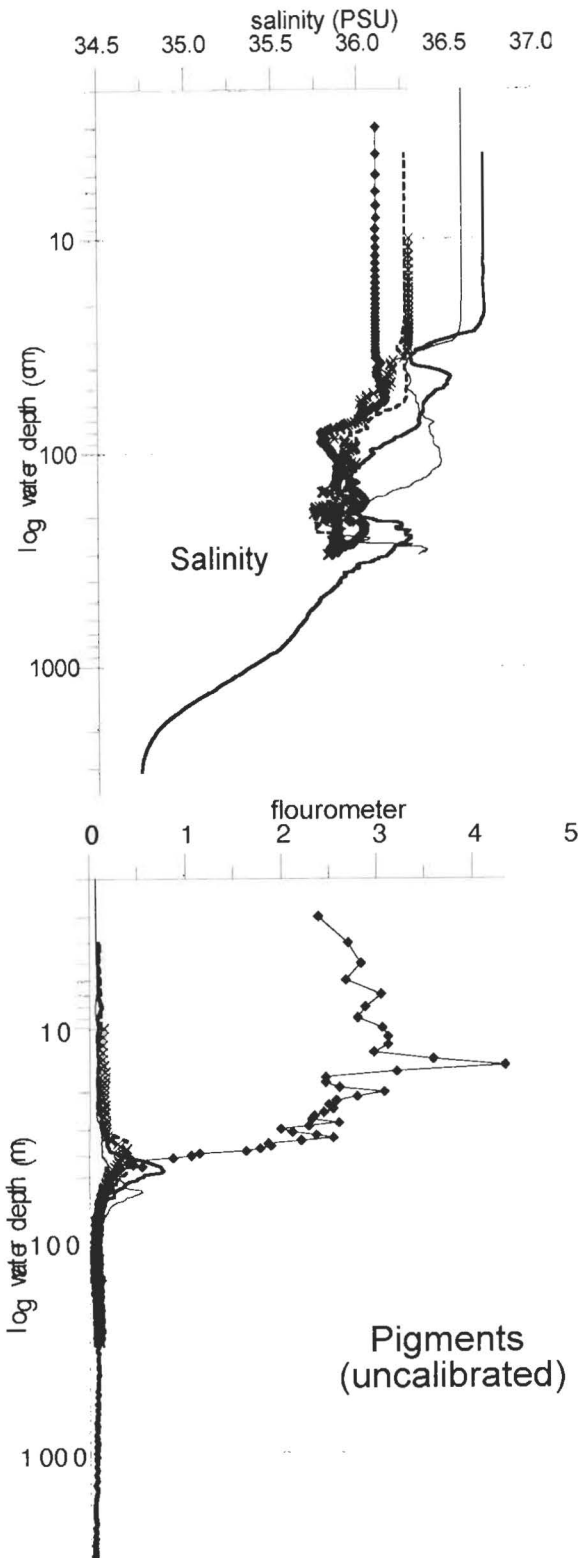 salinity (PSU)
34.5 35.0 35.5 36.0 36.5 37.0
10
100
1000
log water depth (m)
Salinity
flourometer
0 1 2 3 4 5
10
100
1000
log water depth (m)
Pigments
(uncalibrated)